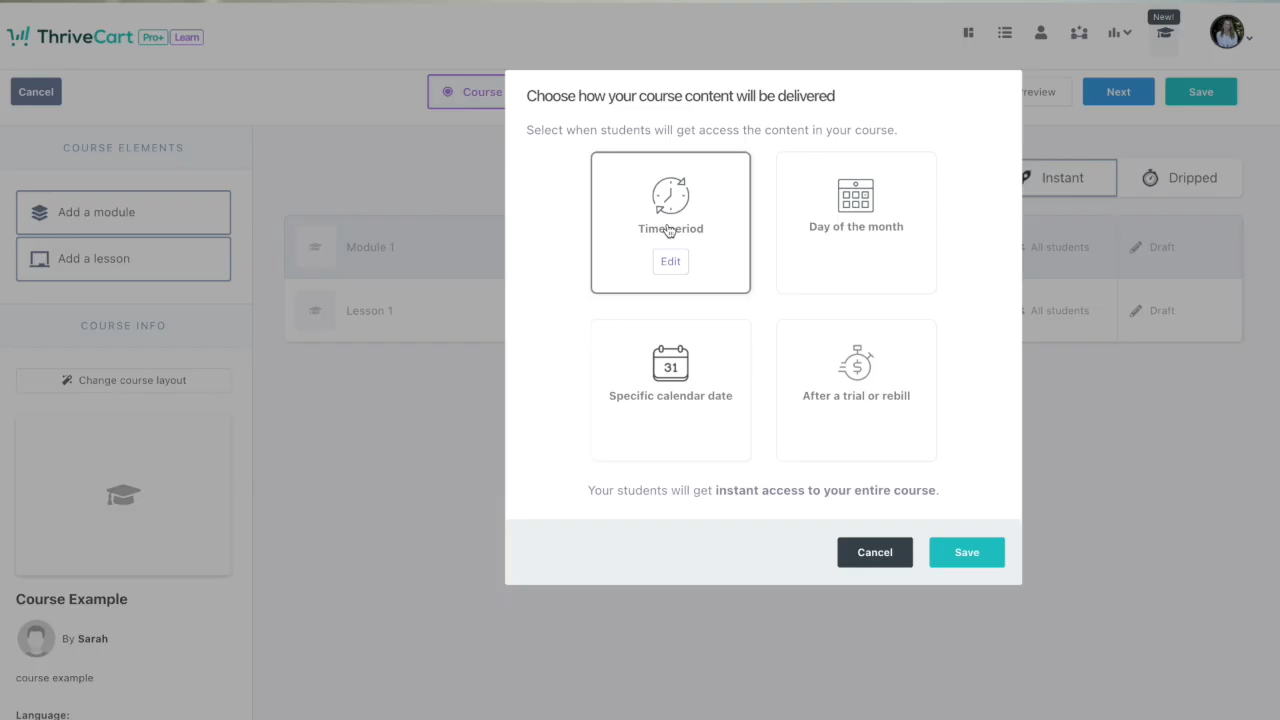 ThriveCart Pro+ Learn
New!
Cancel
Course
Preview
Next
Save
Choose how your course content will be delivered
Select when students will get access the content in your course.
COURSE ELEMENTS
Add a module
Add a lesson
Instant
Dripped
Time period
Edit
Day of the month
Module 1
All students
Draft
Lesson 1
All students
Draft
COURSE INFO
Change course layout
31
Specific calendar date
$
After a trial or rebill
Your students will get instant access to your entire course.
Cancel
Save
Course Example
By Sarah
course example
Language: